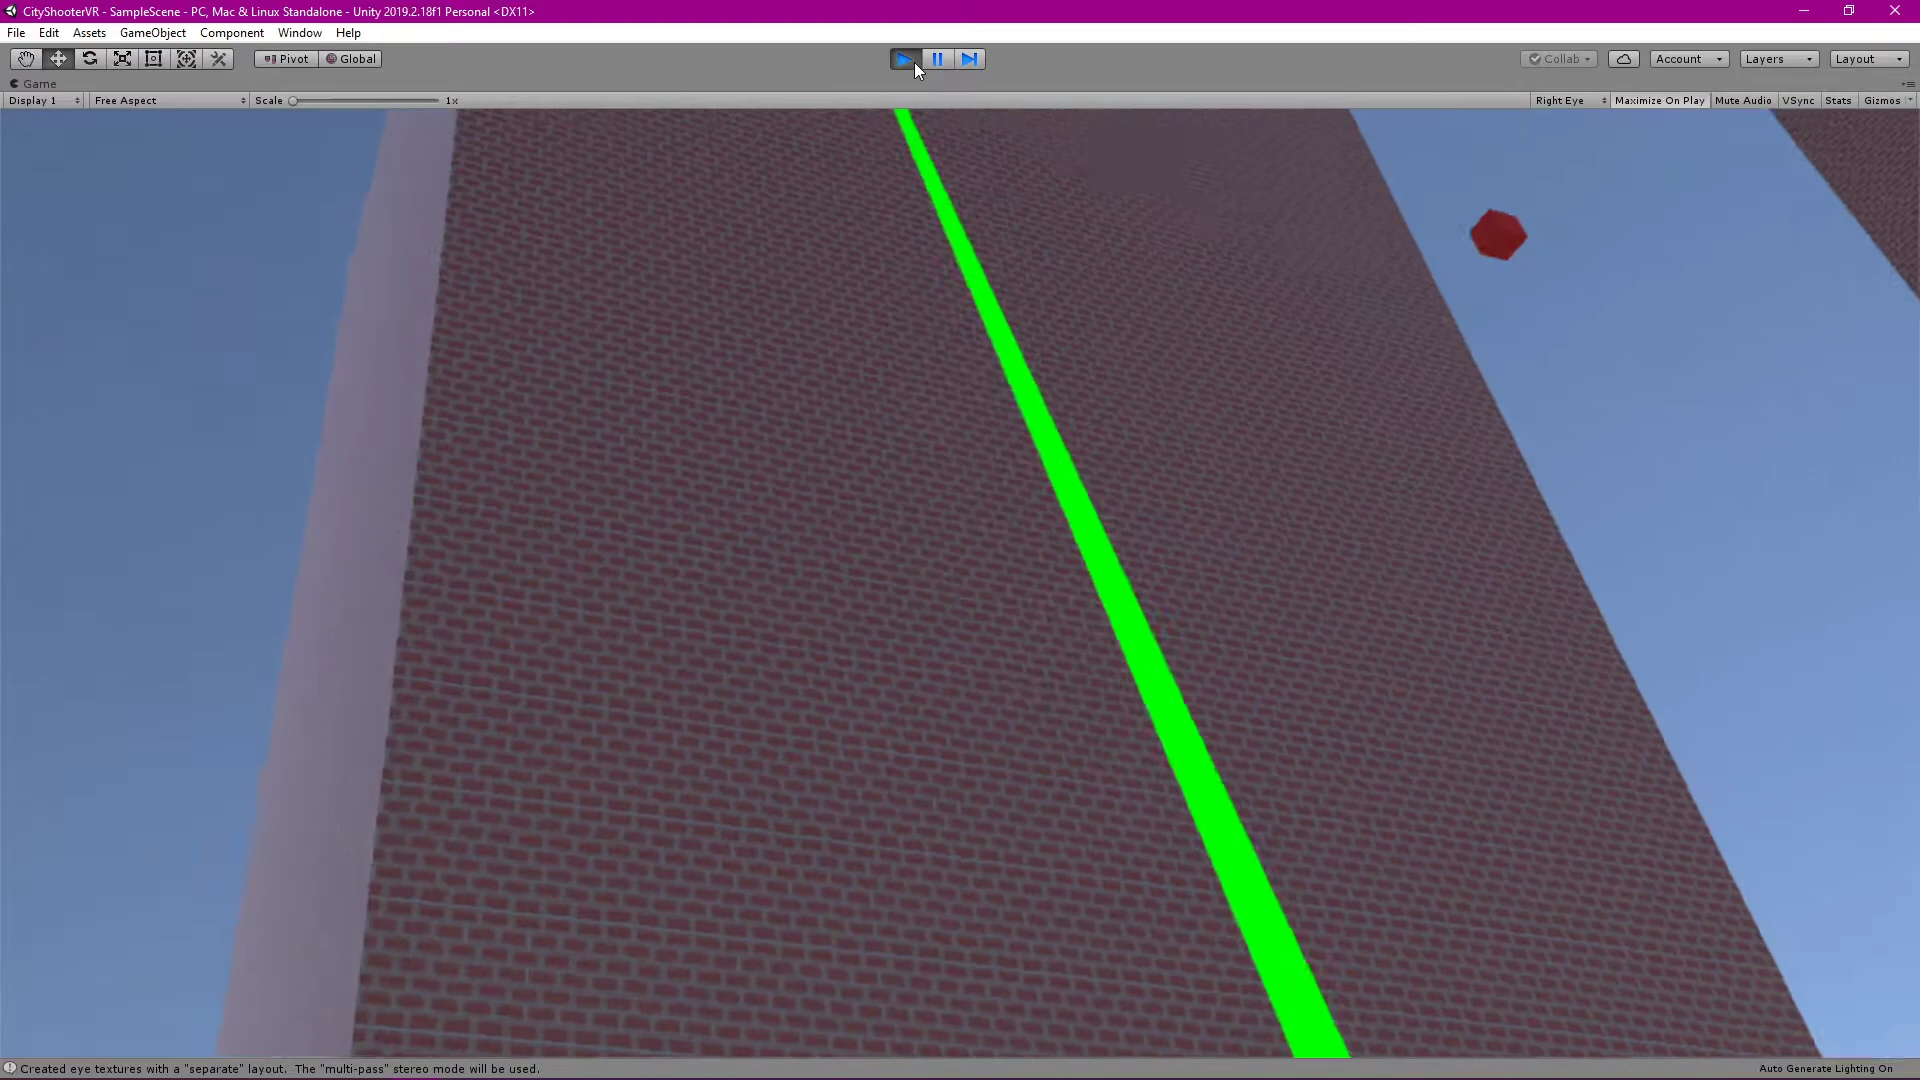 CityShooterVR - SampleScene - PC, Mac & Linux Standalone - Unity 2019.2.18f1 Personal <DX11>
File Edit Assets GameObject Component Window Help
Pivot Global Collab Account Layers Layout
Game
Display 1 Free Aspect Scale 1x Right Eye Maximize On Play Mute Audio VSync Stats Gizmos
Created eye textures with a "separate" layout. The "multi-pass" stereo mode will be used. Auto Generate Lighting On